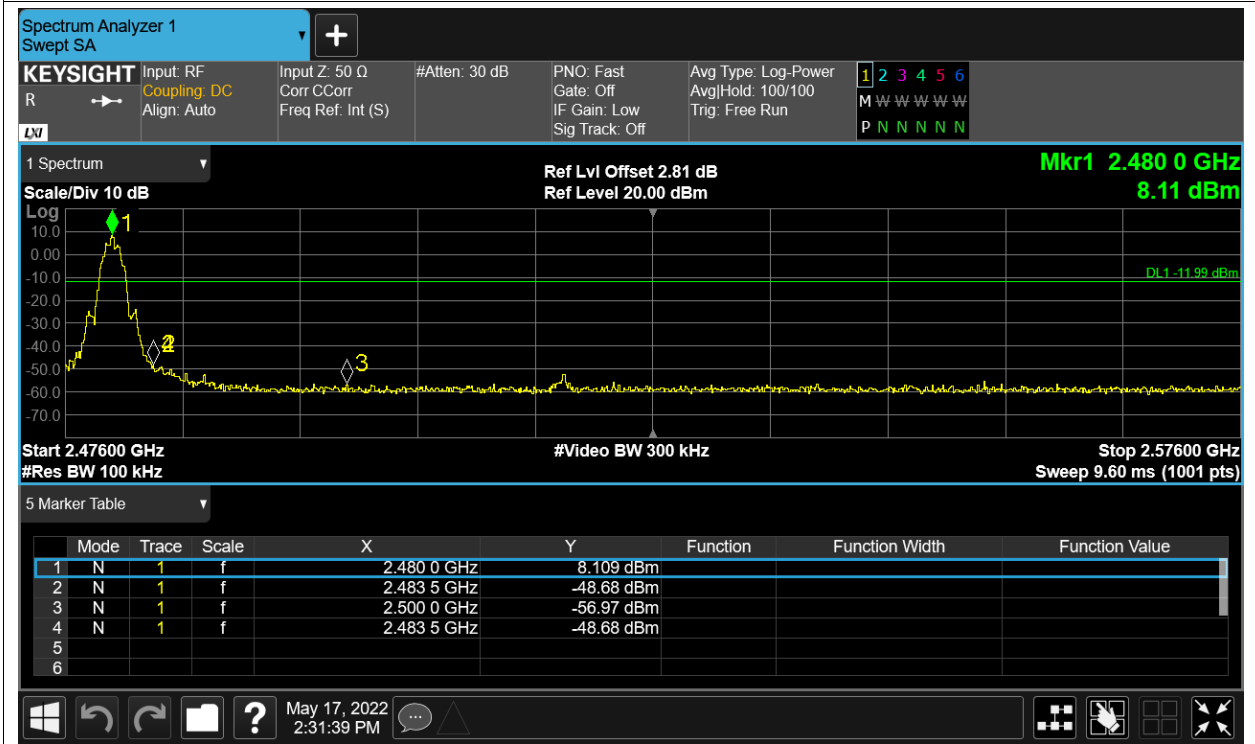 Spectrum Analyzer 1
Swept SA
+
KEYSIGHT Input: RF Input Z: 50 Ω #Atten: 30 dB PNO: Fast Avg Type: Log-Power 1 2 3 4 5 6
R Coupling: DC Corr CCorr Gate: Off Avg|Hold: 100/100 M W W W W W
Align: Auto Freq Ref: Int (S) IF Gain: Low Trig: Free Run
LXI Sig Track: Off P N N N N N N
1 Spectrum Ref Lvl Offset 2.81 dB Mkr1 2.480 0 GHz
Scale/Div 10 dB Ref Level 20.00 dBm 8.11 dBm
Log
1
10.0
0.00
-10.0 DL1 -11.99 dBm
-20.0
-30.0
-40.0
3
-50.0
-60.0
-70.0
Start 2.47600 GHz #Video BW 300 kHz Stop 2.57600 GHz
#Res BW 100 kHz Sweep 9.60 ms (1001 pts)
5 Marker Table
Mode Trace Scale X Y Function Function Width Function Value
1 N 1 f 2.480 0 GHz 8.109 dBm
2 N 1 f 2.483 5 GHz -48.68 dBm
3 N 1 f 2.500 0 GHz -56.97 dBm
4 N 1 f 2.483 5 GHz -48.68 dBm
5
6
? May 17, 2022
2:31:39 PM